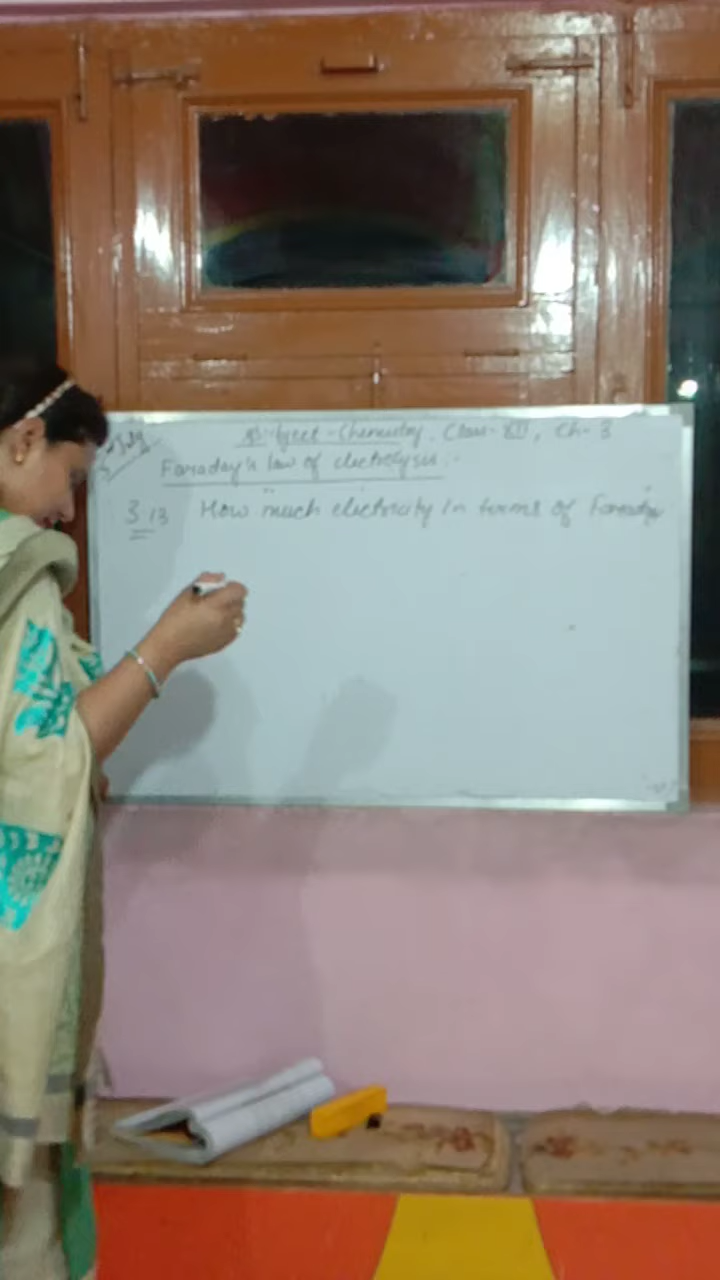 Subject - Chemistry. Class - XII, Ch - 3
Faraday's law of electrolysis :-
3.13 How much electricity in terms of Faraday